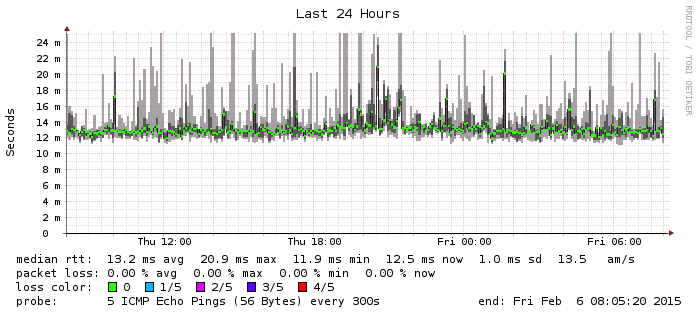 Last 24 Hours
RRDTOOL / TOBI OETIKER
Seconds
24 m
22 m
20 m
18 m
16 m
14 m
12 m
10 m
8 m
6 m
4 m
2 m
0
Thu 12:00 Thu 18:00 Fri 00:00 Fri 06:00
median rtt: 13.2 ms avg 20.9 ms max 11.9 ms min 12.5 ms now 1.0 ms sd 13.5 am/s
packet loss: 0.00 % avg 0.00 % max 0.00 % min 0.00 % now
loss color: 0 1/5 2/5 3/5 4/5
probe: 5 ICMP Echo Pings (56 Bytes) every 300s end: Fri Feb 6 08:05:20 2015